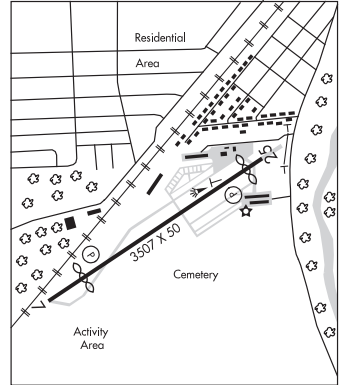 Residential
Area
25
P
3507 X 50
Cemetery
P
7
Activity
Area